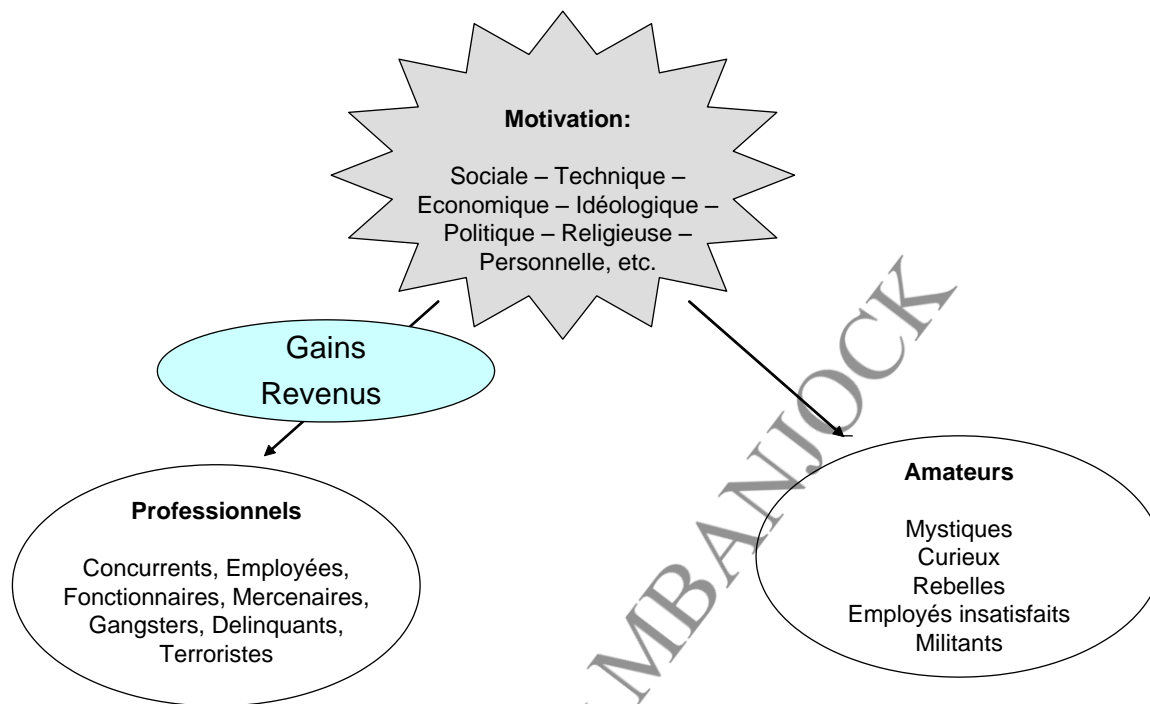 Motivation:
Sociale – Technique –
Economique – Idéologique –
Politique – Religieuse –
Personnelle, etc.
Gains
Revenus
Professionnels
Concurrents, Employées,
Fonctionnaires, Mercenaires,
Gangsters, Delinquants,
Terroristes
Amateurs
Mystiques
Curieux
Rebelles
Employés insatisfaits
Militants
MBANJOCK